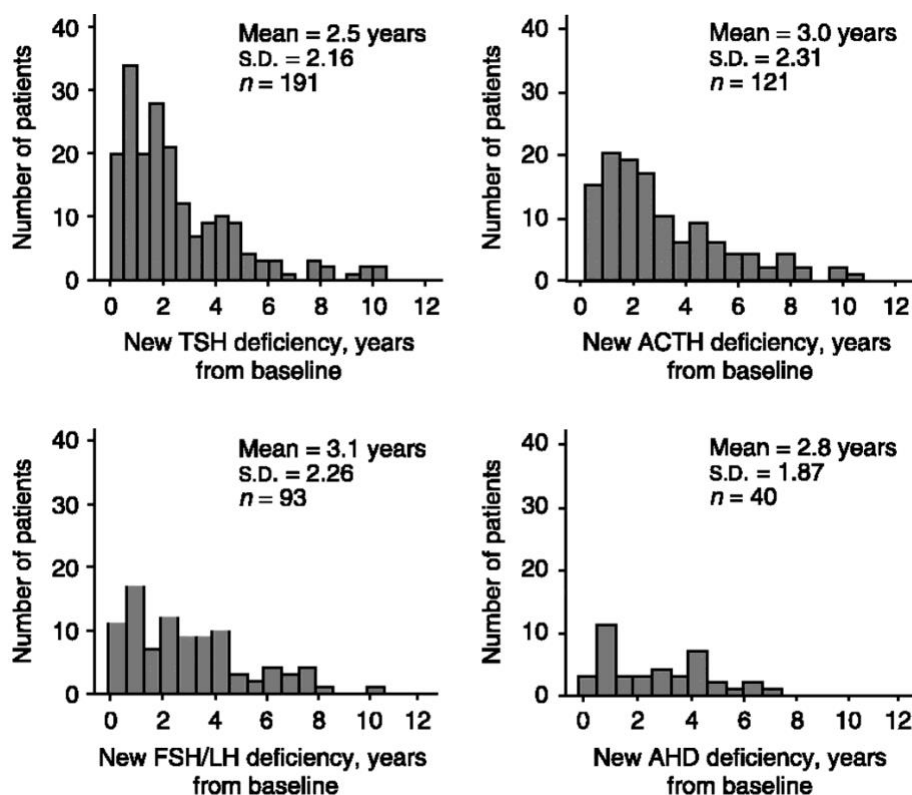 40
30
20
10
0
Number of patients
Mean = 2.5 years
S.D. = 2.16
n = 191
0 2 4 6 8 10 12
New TSH deficiency, years
from baseline
40
30
20
10
0
Number of patients
Mean = 3.0 years
S.D. = 2.31
n = 121
0 2 4 6 8 10 12
New ACTH deficiency, years
from baseline
40
30
20
10
0
Number of patients
Mean = 3.1 years
S.D. = 2.26
n = 93
0 2 4 6 8 10 12
New FSH/LH deficiency, years
from baseline
40
30
20
10
0
Number of patients
Mean = 2.8 years
S.D. = 1.87
n = 40
0 2 4 6 8 10 12
New AHD deficiency, years
from baseline